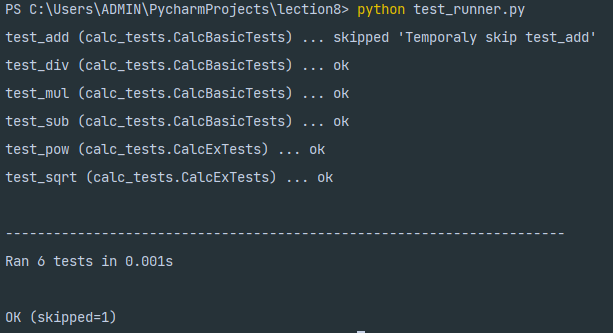 PS C:\Users\ADMIN\PycharmProjects\lection8> python test_runner.py
test_add (calc_tests.CalcBasicTests) ... skipped 'Temporaly skip test_add'
test_div (calc_tests.CalcBasicTests) ... ok
test_mul (calc_tests.CalcBasicTests) ... ok
test_sub (calc_tests.CalcBasicTests) ... ok
test_pow (calc_tests.CalcExTests) ... ok
test_sqrt (calc_tests.CalcExTests) ... ok
----------------------------------------------------------------------
Ran 6 tests in 0.001s
OK (skipped=1)